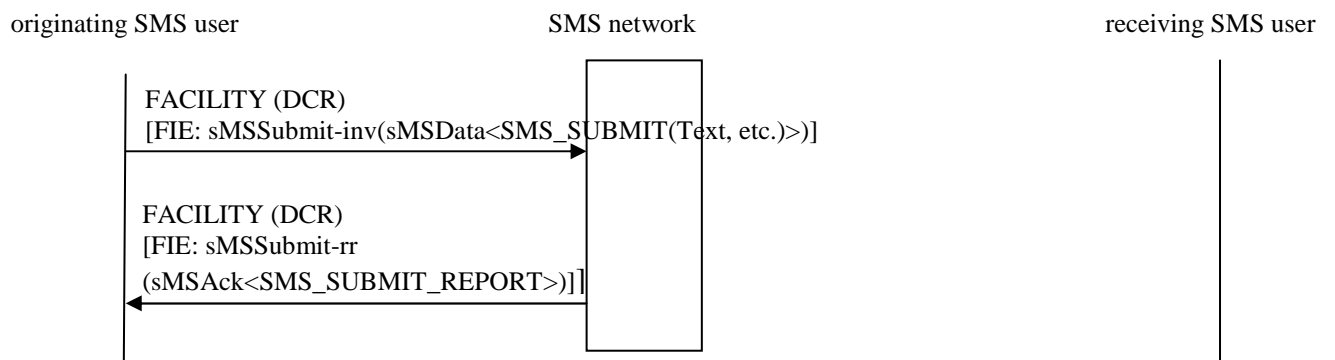 originating SMS user SMS network receiving SMS user
FACILITY (DCR)
[FIE: sMSSubmit-inv(sMSData<SMS_SUBMIT(Text, etc.)>)]
FACILITY (DCR)
[FIE: sMSSubmit-rr
(sMSAck<SMS_SUBMIT_REPORT>)]]